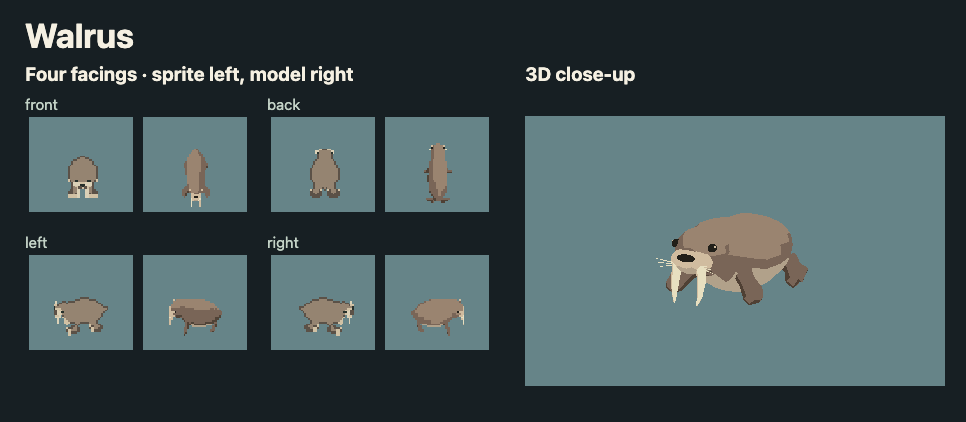 Walrus
Four facings · sprite left, model right
3D close-up
front
back
left
right